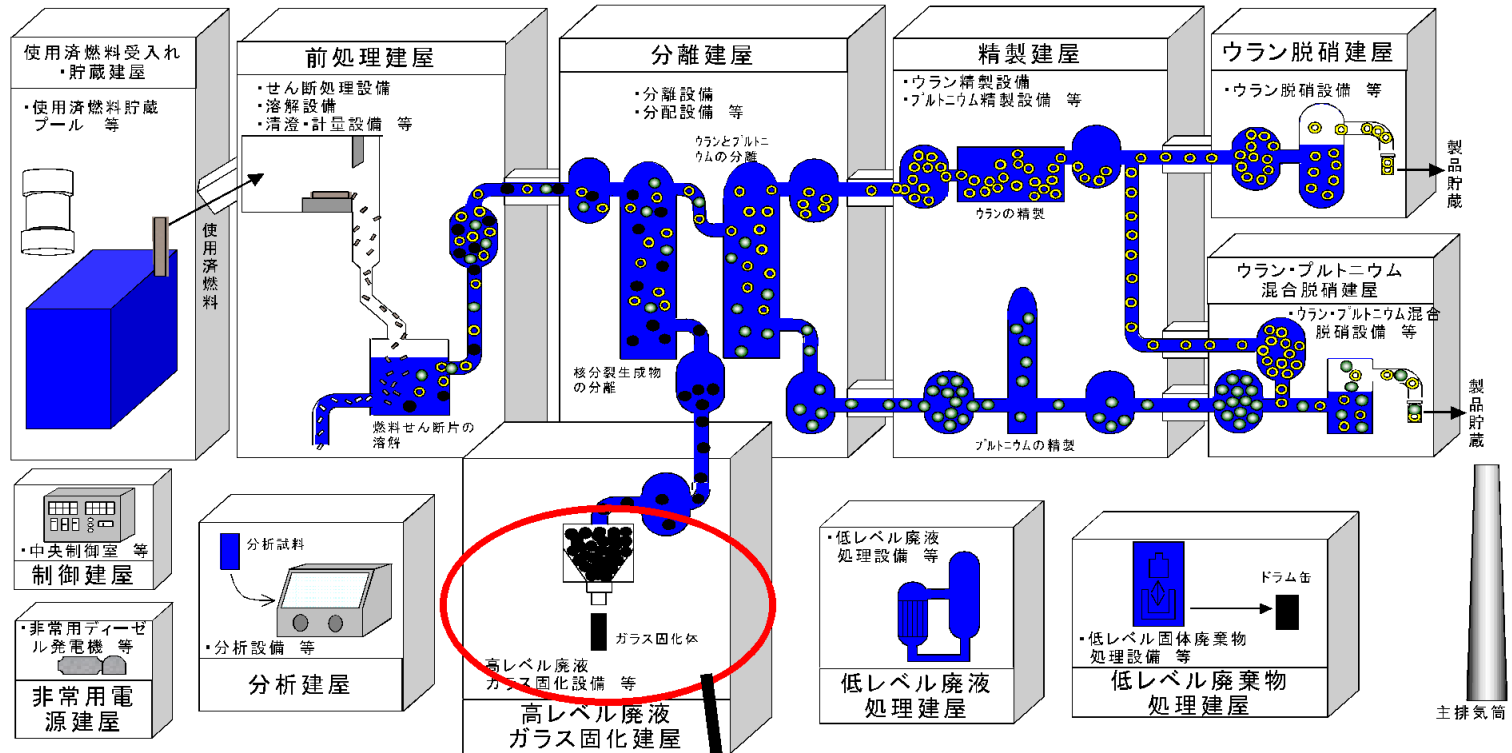 使用済燃料受入れ
・貯蔵建屋
・使用済燃料貯蔵
プール 等
使用済燃料
前処理建屋
・せん断処理設備
・溶解設備
・清澄・計量設備 等
燃料せん断片の
溶解
分離建屋
・分離設備
・分配設備 等
ウランとプルトニ
ウムの分離
核分裂生成物
の分離
精製建屋
・ウラン精製設備
・プルトニウム精製設備 等
ウランの精製
プルトニウムの精製
ウラン脱硝建屋
・ウラン脱硝設備 等
製品貯蔵
ウラン・プルトニウム
混合脱硝建屋
・ウラン・プルトニウム混合
脱硝設備 等
製品貯蔵
・中央制御室 等
制御建屋
・非常用ディーゼ
ル発電機 等
非常用電
源建屋
分析試料
・分析設備 等
分析建屋
ガラス固化体
高レベル廃液
ガラス固化設備 等
高レベル廃液
ガラス固化建屋
・低レベル廃液
処理設備 等
低レベル廃液
処理建屋
ドラム缶
・低レベル固体廃棄物
処理設備 等
低レベル廃棄物
処理建屋
主排気筒